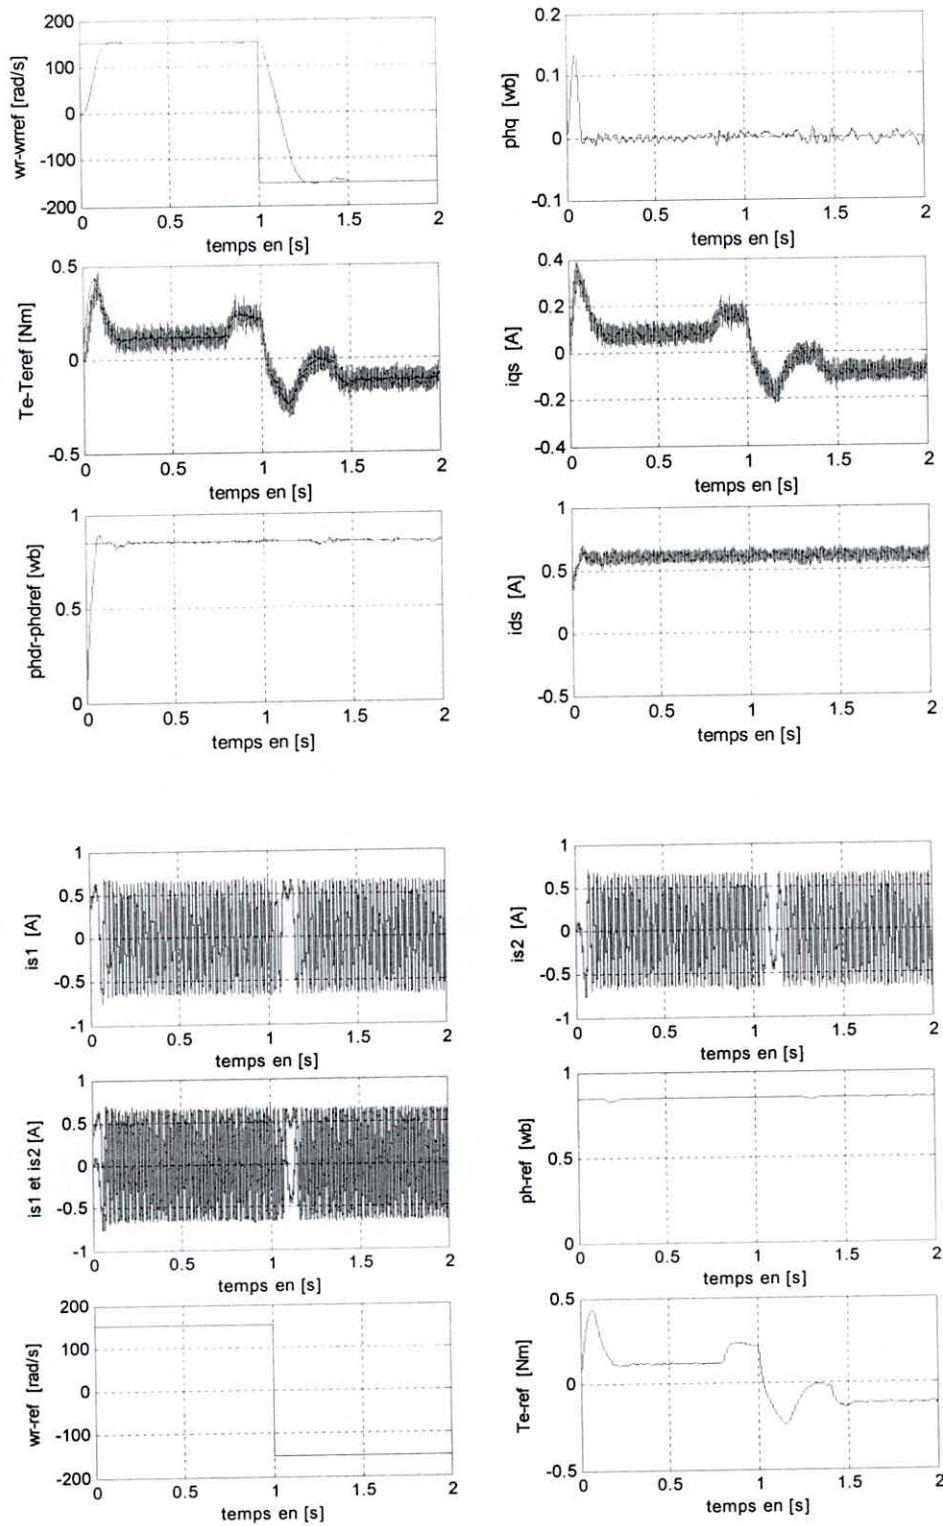 200
100
0
-100
-200
wr-wrref [rad/s]
0 0.5 1 1.5 2
temps en [s]
0.2
0.1
0
-0.1
phq [wb]
0 0.5 1 1.5 2
temps en [s]
0.5
0
-0.5
Te-Teref [Nm]
0 0.5 1 1.5 2
temps en [s]
0.4
0.2
0
-0.2
-0.4
iqs [A]
0 0.5 1 1.5 2
temps en [s]
1
0.5
0
phdr-phdref [wb]
0 0.5 1 1.5 2
temps en [s]
1
0.5
0
-0.5
ids [A]
0 0.5 1 1.5 2
temps en [s]
1
0.5
0
-0.5
-1
is1 [A]
0 0.5 1 1.5 2
temps en [s]
1
0.5
0
-0.5
-1
is2 [A]
0 0.5 1 1.5 2
temps en [s]
1
0.5
0
-0.5
-1
is1 et is2 [A]
0 0.5 1 1.5 2
temps en [s]
1
0.5
0
ph-ref [wb]
0 0.5 1 1.5 2
temps en [s]
200
100
0
-100
-200
wr-ref [rad/s]
0 0.5 1 1.5 2
temps en [s]
0.5
0
-0.5
Te-ref [Nm]
0 0.5 1 1.5 2
temps en [s]